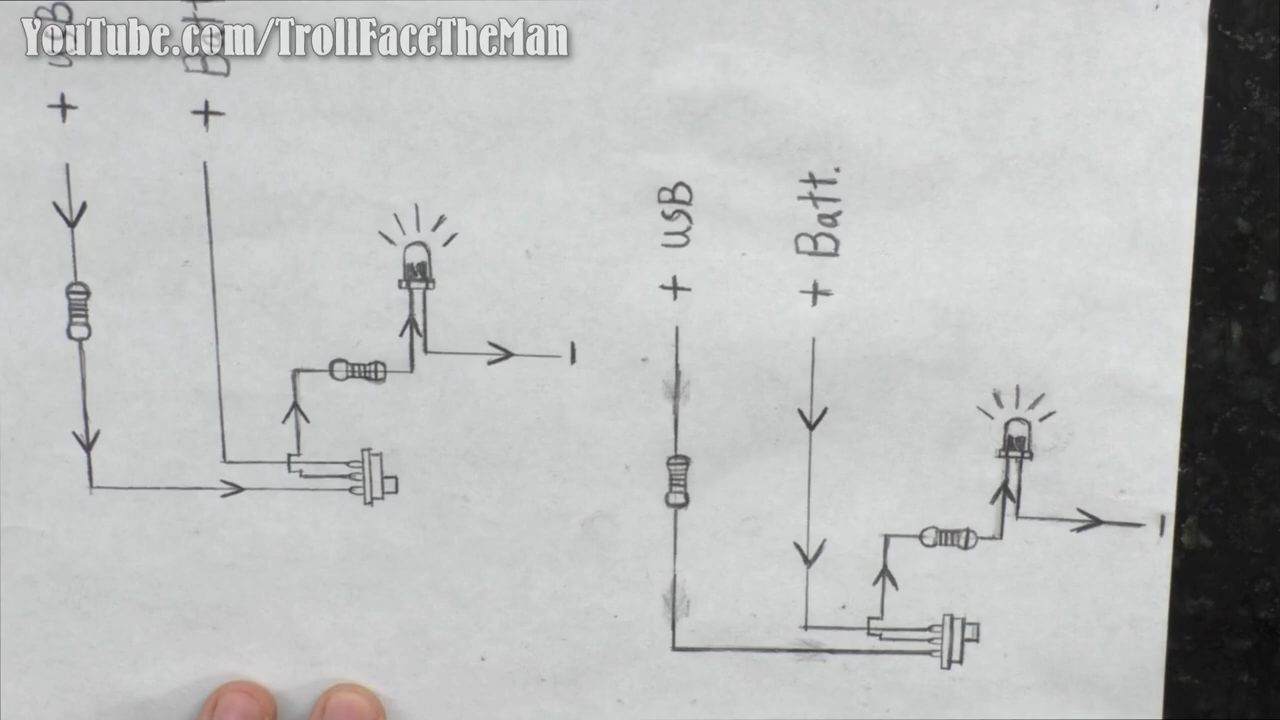 YouTube.com/TrollFaceTheMan
+ usB
+ Batt
+ usB
+ Batt.
-
-